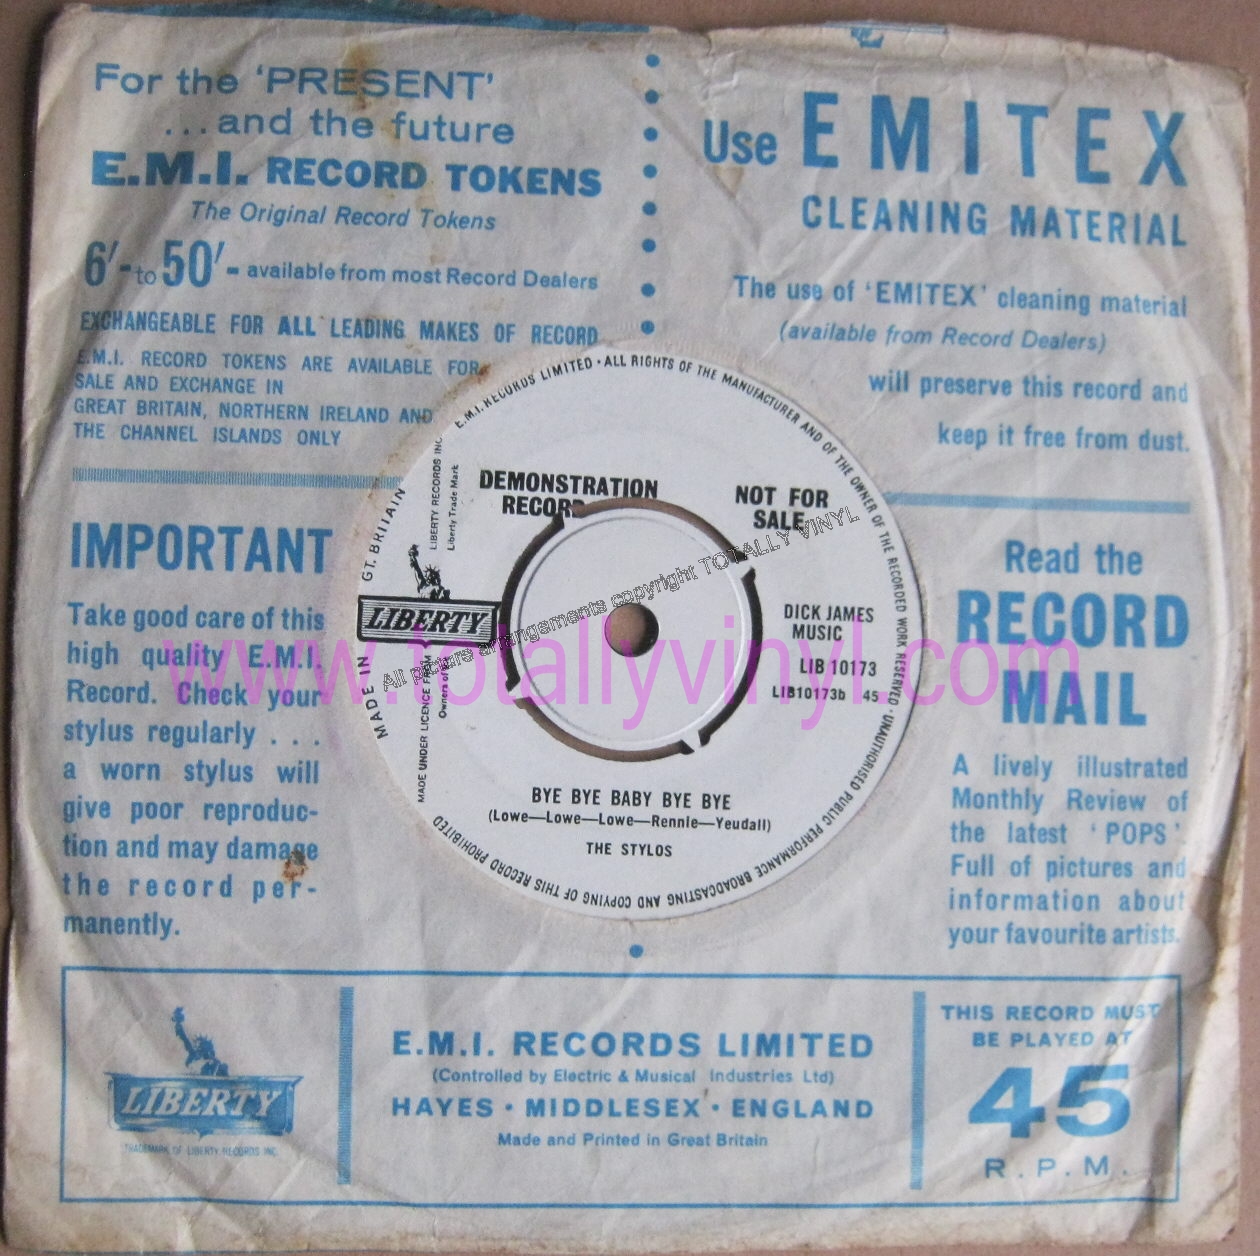 For the 'PRESENT'
...and the future
E.M.I. RECORD TOKENS
The Original Record Tokens
6/- to 50/- available from most Record Dealers
EXCHANGEABLE FOR ALL LEADING MAKES OF RECORD
E.M.I. RECORD TOKENS ARE AVAILABLE FOR
SALE AND EXCHANGE IN
GREAT BRITAIN, NORTHERN IRELAND AND
THE CHANNEL ISLANDS ONLY
Use EMITEX
CLEANING MATERIAL
The use of 'EMITEX' cleaning material
(available from Record Dealers)
will preserve this record and
keep it free from dust.
IMPORTANT
Take good care of this
high quality E.M.I.
Record. Check your
stylus regularly . . .
a worn stylus will
give poor reproduc-
tion and may damage
the record per-
manently.
E.M.I. RECORDS LIMITED · ALL RIGHTS OF THE MANUFACTURER AND OF THE OWNER OF THE RECORDED WORK RESERVED · UNAUTHORISED PUBLIC PERFORMANCE BROADCASTING AND COPYING OF THIS RECORD PROHIBITED
MADE IN GT. BRITAIN
LIBERTY RECORDS INC.
Liberty Trade Mark
MADE UNDER LICENCE FROM
Owners of the
LIBERTY
DEMONSTRATION
RECORD
NOT FOR
SALE
DICK JAMES
MUSIC
LIB 10173
LIB10173b 45
BYE BYE BABY BYE BYE
(Lowe—Lowe—Lowe—Rennie—Yeudall)
THE STYLOS
All picture arrangements copyright TOTALLY VINYL
www.totallyvinyl.com
Read the
RECORD
MAIL
A lively illustrated
Monthly Review of
the latest 'POPS'
Full of pictures and
information about
your favourite artists.
LIBERTY
TRADEMARK OF LIBERTY RECORDS INC.
E.M.I. RECORDS LIMITED
(Controlled by Electric & Musical Industries Ltd)
HAYES · MIDDLESEX · ENGLAND
Made and Printed in Great Britain
THIS RECORD MUST
BE PLAYED AT
45
R.P.M.